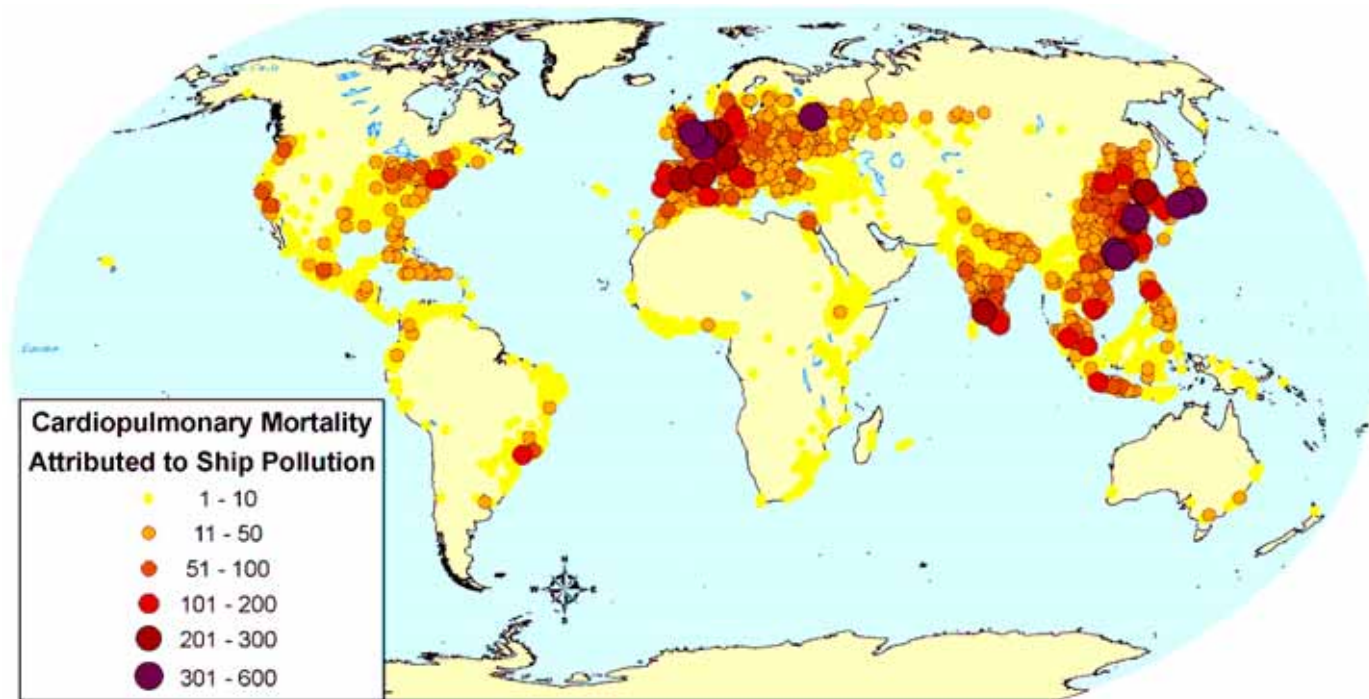 Cardiopulmonary Mortality
Attributed to Ship Pollution
1 - 10
11 - 50
51 - 100
101 - 200
201 - 300
301 - 600
N
W E
S